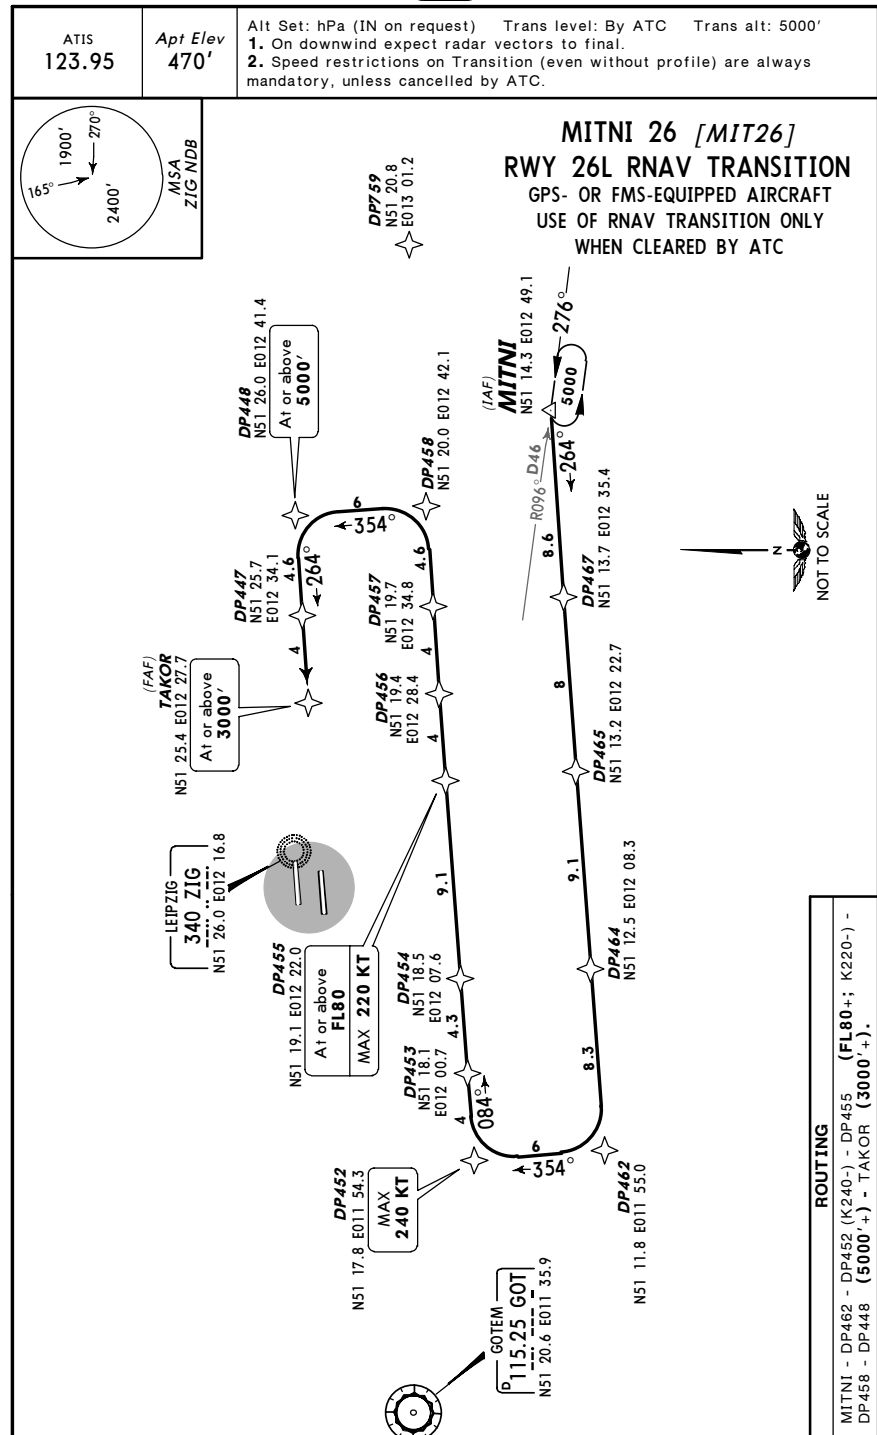 ATIS
123.95
Apt Elev
470'
Alt Set: hPa (IN on request) Trans level: By ATC Trans alt: 5000'
1. On downwind expect radar vectors to final.
2. Speed restrictions on Transition (even without profile) are always
mandatory, unless cancelled by ATC.
MITNI 26 [MIT26]
RWY 26L RNAV TRANSITION
GPS- OR FMS-EQUIPPED AIRCRAFT
USE OF RNAV TRANSITION ONLY
WHEN CLEARED BY ATC
1900'
270°
165°
2400'
MSA
ZIG NDB
DP759
N51 20.8
E013 01.2
DP448
N51 26.0 E012 41.4
At or above
5000'
DP458
N51 20.0 E012 42.1
(IAF)
MITNI
N51 14.3 E012 49.1
276°
5000
R096° D46
264°
8.6
6
354°
4.6
264°
4.6
DP447
N51 25.7
E012 34.1
4
DP457
N51 19.7
E012 34.8
4
DP467
N51 13.7 E012 35.4
N
NOT TO SCALE
(FAF)
TAKOR
N51 25.4 E012 27.7
At or above
3000'
DP456
N51 19.4
E012 28.4
4
8
DP465
N51 13.2 E012 22.7
LEIPZIG
340 ZIG
N51 26.0 E012 16.8
DP455
N51 19.1 E012 22.0
At or above
FL80
MAX 220 KT
9.1
9.1
DP454
N51 18.5
E012 07.6
4.3
DP464
N51 12.5 E012 08.3
DP453
N51 18.1
E012 00.7
4
084°
8.3
6
354°
DP452
N51 17.8 E011 54.3
MAX
240 KT
DP462
N51 11.8 E011 55.0
GOTEM
D 115.25 GOT
N51 20.6 E011 35.9
ROUTING
MITNI - DP462 - DP452 (K240-) - DP455 (FL80+; K220-) -
DP458 - DP448 (5000'+) - TAKOR (3000'+).